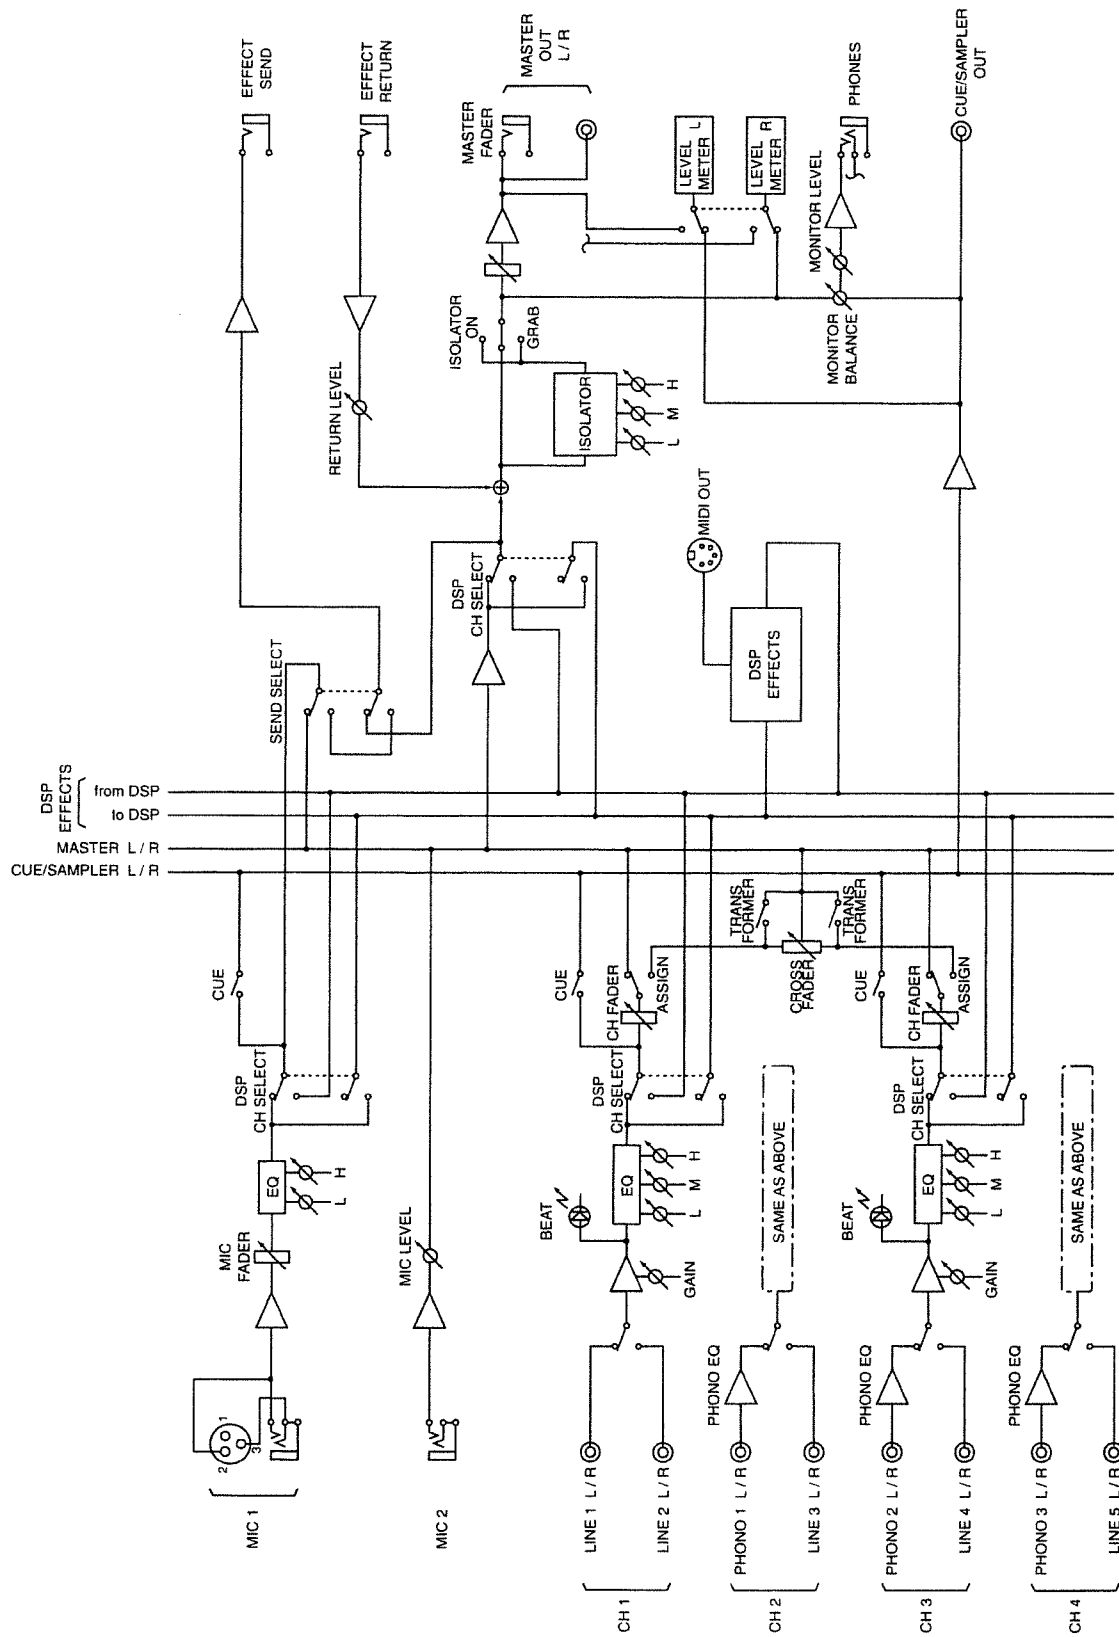 MIC 1
2
1
3
MIC
FADER
EQ
L
H
DSP
CH SELECT
CUE
MIC 2
MIC LEVEL
CH 1
LINE 1 L / R
LINE 2 L / R
GAIN
BEAT
EQ
L
M
H
DSP
CH SELECT
CUE
CH FADER
ASSIGN
CH 2
PHONO 1 L / R
LINE 3 L / R
PHONO EQ
SAME AS ABOVE
CROSS
FADER
TRANS
FORMER
TRANS
FORMER
CH 3
PHONO 2 L / R
LINE 4 L / R
PHONO EQ
GAIN
BEAT
EQ
L
M
H
DSP
CH SELECT
CUE
CH FADER
ASSIGN
CH 4
PHONO 3 L / R
LINE 5 L / R
PHONO EQ
SAME AS ABOVE
DSP
EFFECTS
from DSP
to DSP
MASTER L / R
CUE/SAMPLER L / R
SEND SELECT
DSP
CH SELECT
DSP
EFFECTS
MIDI OUT
RETURN LEVEL
ISOLATOR
L
M
H
ISOLATOR
ON
GRAB
MONITOR
BALANCE
MONITOR LEVEL
LEVEL L
METER
LEVEL R
METER
EFFECT
SEND
EFFECT
RETURN
MASTER
FADER
MASTER
OUT
L / R
PHONES
CUE/SAMPLER
OUT